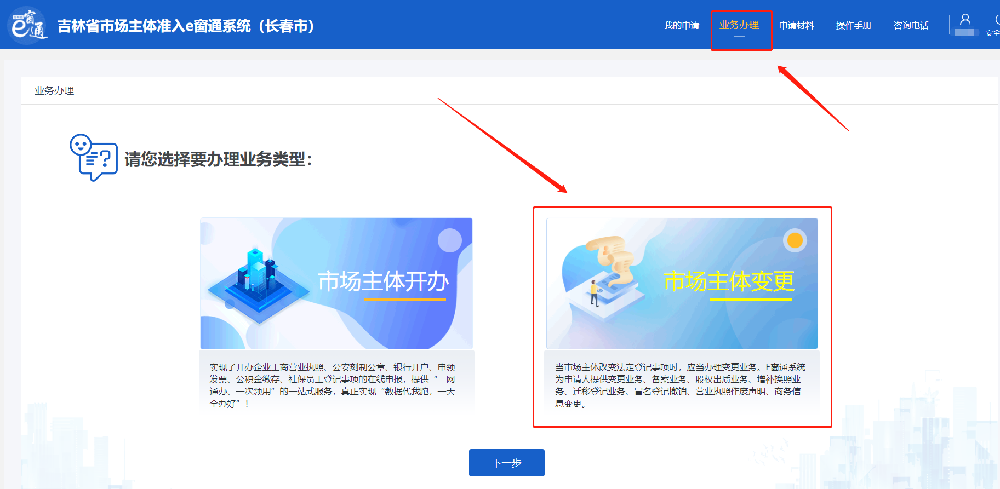 窗
e通
吉林省市场主体准入e窗通系统（长春市）
我的申请
业务办理
申请材料
操作手册
咨询电话
安全
业务办理
请您选择要办理业务类型：
市场主体开办
市场主体变更
实现了开办企业工商营业执照、公安刻制公章、银行开户、申领
发票、公积金缴存、社保员工登记事项的在线申报，提供“一网
通办、一次领用”的一站式服务，真正实现“数据代我跑，一天
全办好”！
当市场主体改变法定登记事项时，应当办理变更业务。E窗通系统
为申请人提供变更业务、备案业务、股权出质业务、增补换照业
务、迁移登记业务、冒名登记撤销、营业执照作废声明、商务信
息变更。
下一步